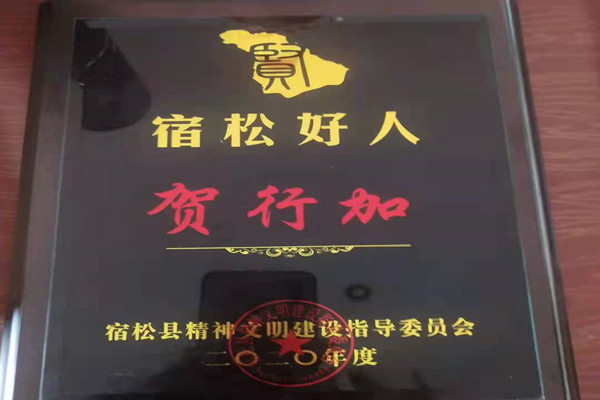 賢
宿松好人
贺行加
宿松县精神文明建设指导委员会
二〇二〇年度